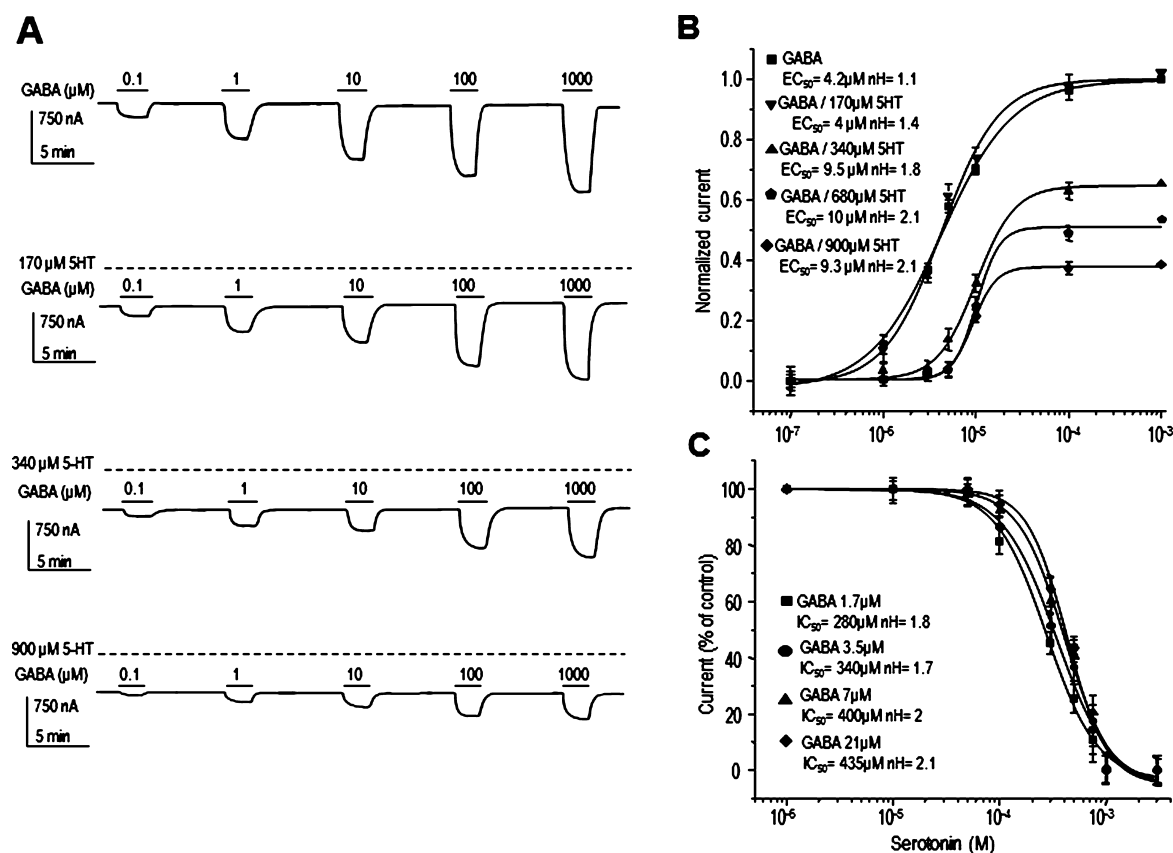 A
0.1 1 10 100 1000
GABA (µM)
750 nA
5 min
170 µM 5HT
GABA (µM) 0.1 1 10 100 1000
750 nA
5 min
340 µM 5-HT
GABA (µM) 0.1 1 10 100 1000
750 nA
5 min
900 µM 5-HT
GABA (µM) 0.1 1 10 100 1000
750 nA
5 min
B
Normalized current
1.0
0.8
0.6
0.4
0.2
0.0
GABA
EC50= 4.2µM nH= 1.1
GABA / 170µM 5HT
EC50= 4 µM nH= 1.4
GABA / 340µM 5HT
EC50= 9.5 µM nH= 1.8
GABA / 680µM 5HT
EC50= 10 µM nH= 2.1
GABA / 900µM 5HT
EC50= 9.3 µM nH= 2.1
10-7 10-6 10-5 10-4 10-3
C
Current (% of control)
100
80
60
40
20
0
GABA 1.7µM
IC50= 280µM nH= 1.8
GABA 3.5µM
IC50= 340µM nH= 1.7
GABA 7µM
IC50= 400µM nH= 2
GABA 21µM
IC50= 435µM nH= 2.1
10-6 10-5 10-4 10-3
Serotonin (M)